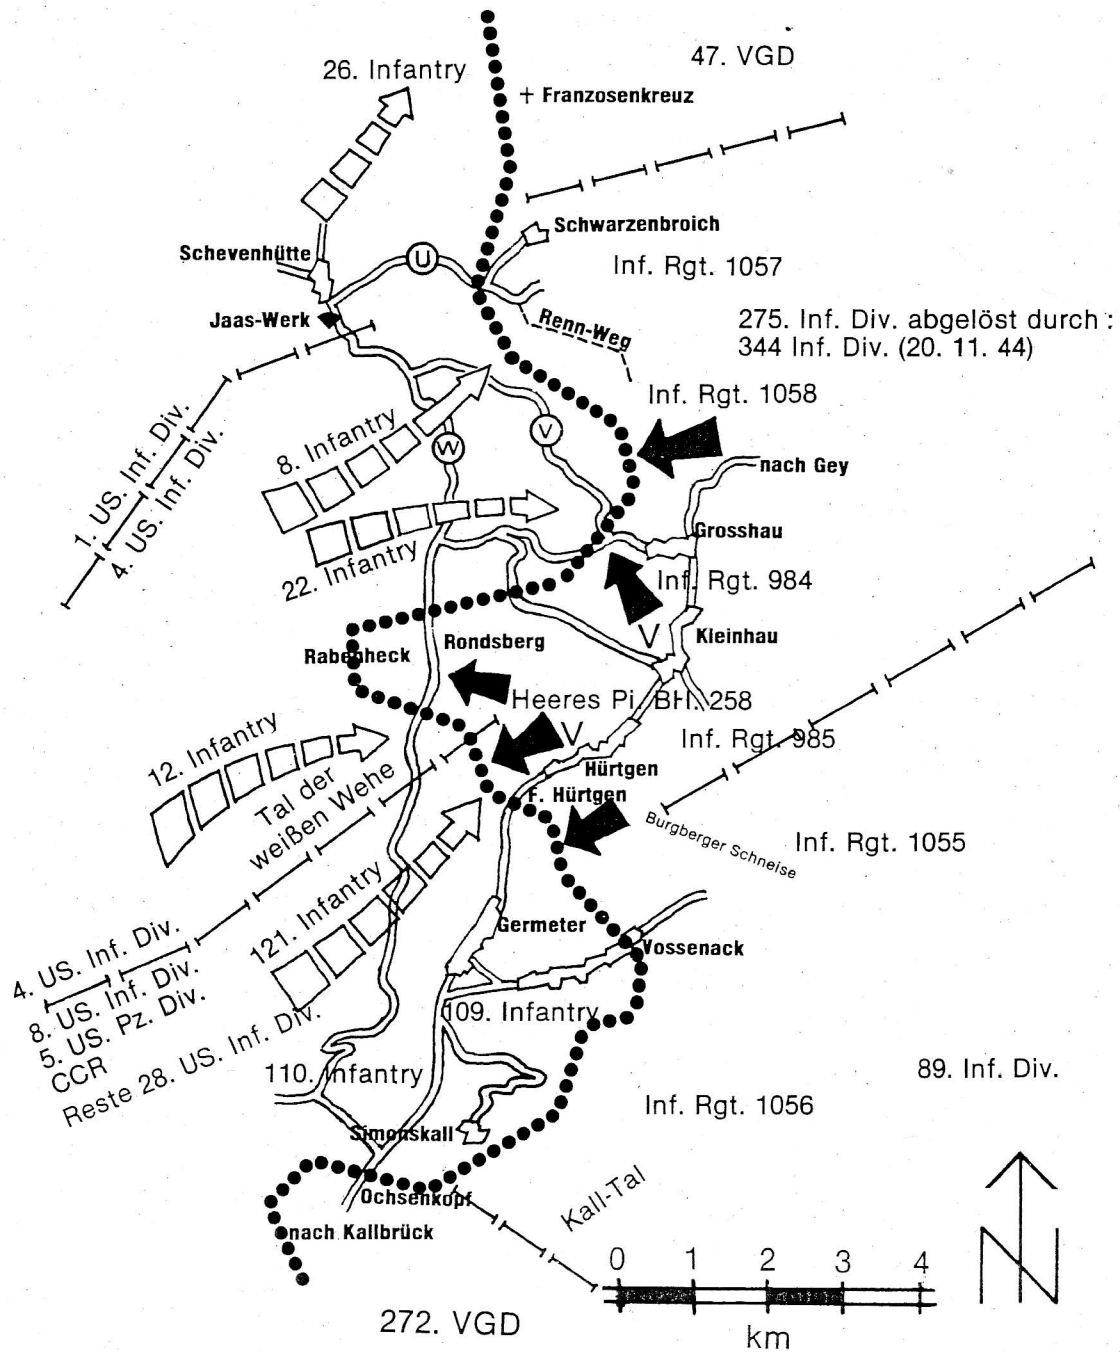 47. VGD
26. Infantry
Franzosenkreuz
Schwarzenbroich
Schevenhütte
U
Inf. Rgt. 1057
Jaas-Werk
Renn-Weg
275. Inf. Div. abgelöst durch :
344 Inf. Div. (20. 11. 44)
Inf. Rgt. 1058
1. US. Inf. Div.
4. US. Inf. Div.
8. Infantry
W
V
nach Gey
22. Infantry
Grosshau
Inf. Rgt. 984
V
Kleinhau
Rabenheck
Rondsberg
Heeres Pi. Btl. 258
V
Inf. Rgt. 985
12. Infantry
Tal der
weißen Wehe
Hürtgen
F. Hürtgen
Burgberger Schneise
Inf. Rgt. 1055
121. Infantry
Germeter
Vossenack
4. US. Inf. Div.
8. US. Inf. Div.
5. US. Pz. Div.
CCR
Reste 28. US. Inf. Div.
109. Infantry
110. Infantry
89. Inf. Div.
Inf. Rgt. 1056
Simonskall
Ochsenkopf
Kall-Tal
nach Kallbrück
N
0 1 2 3 4
km
272. VGD